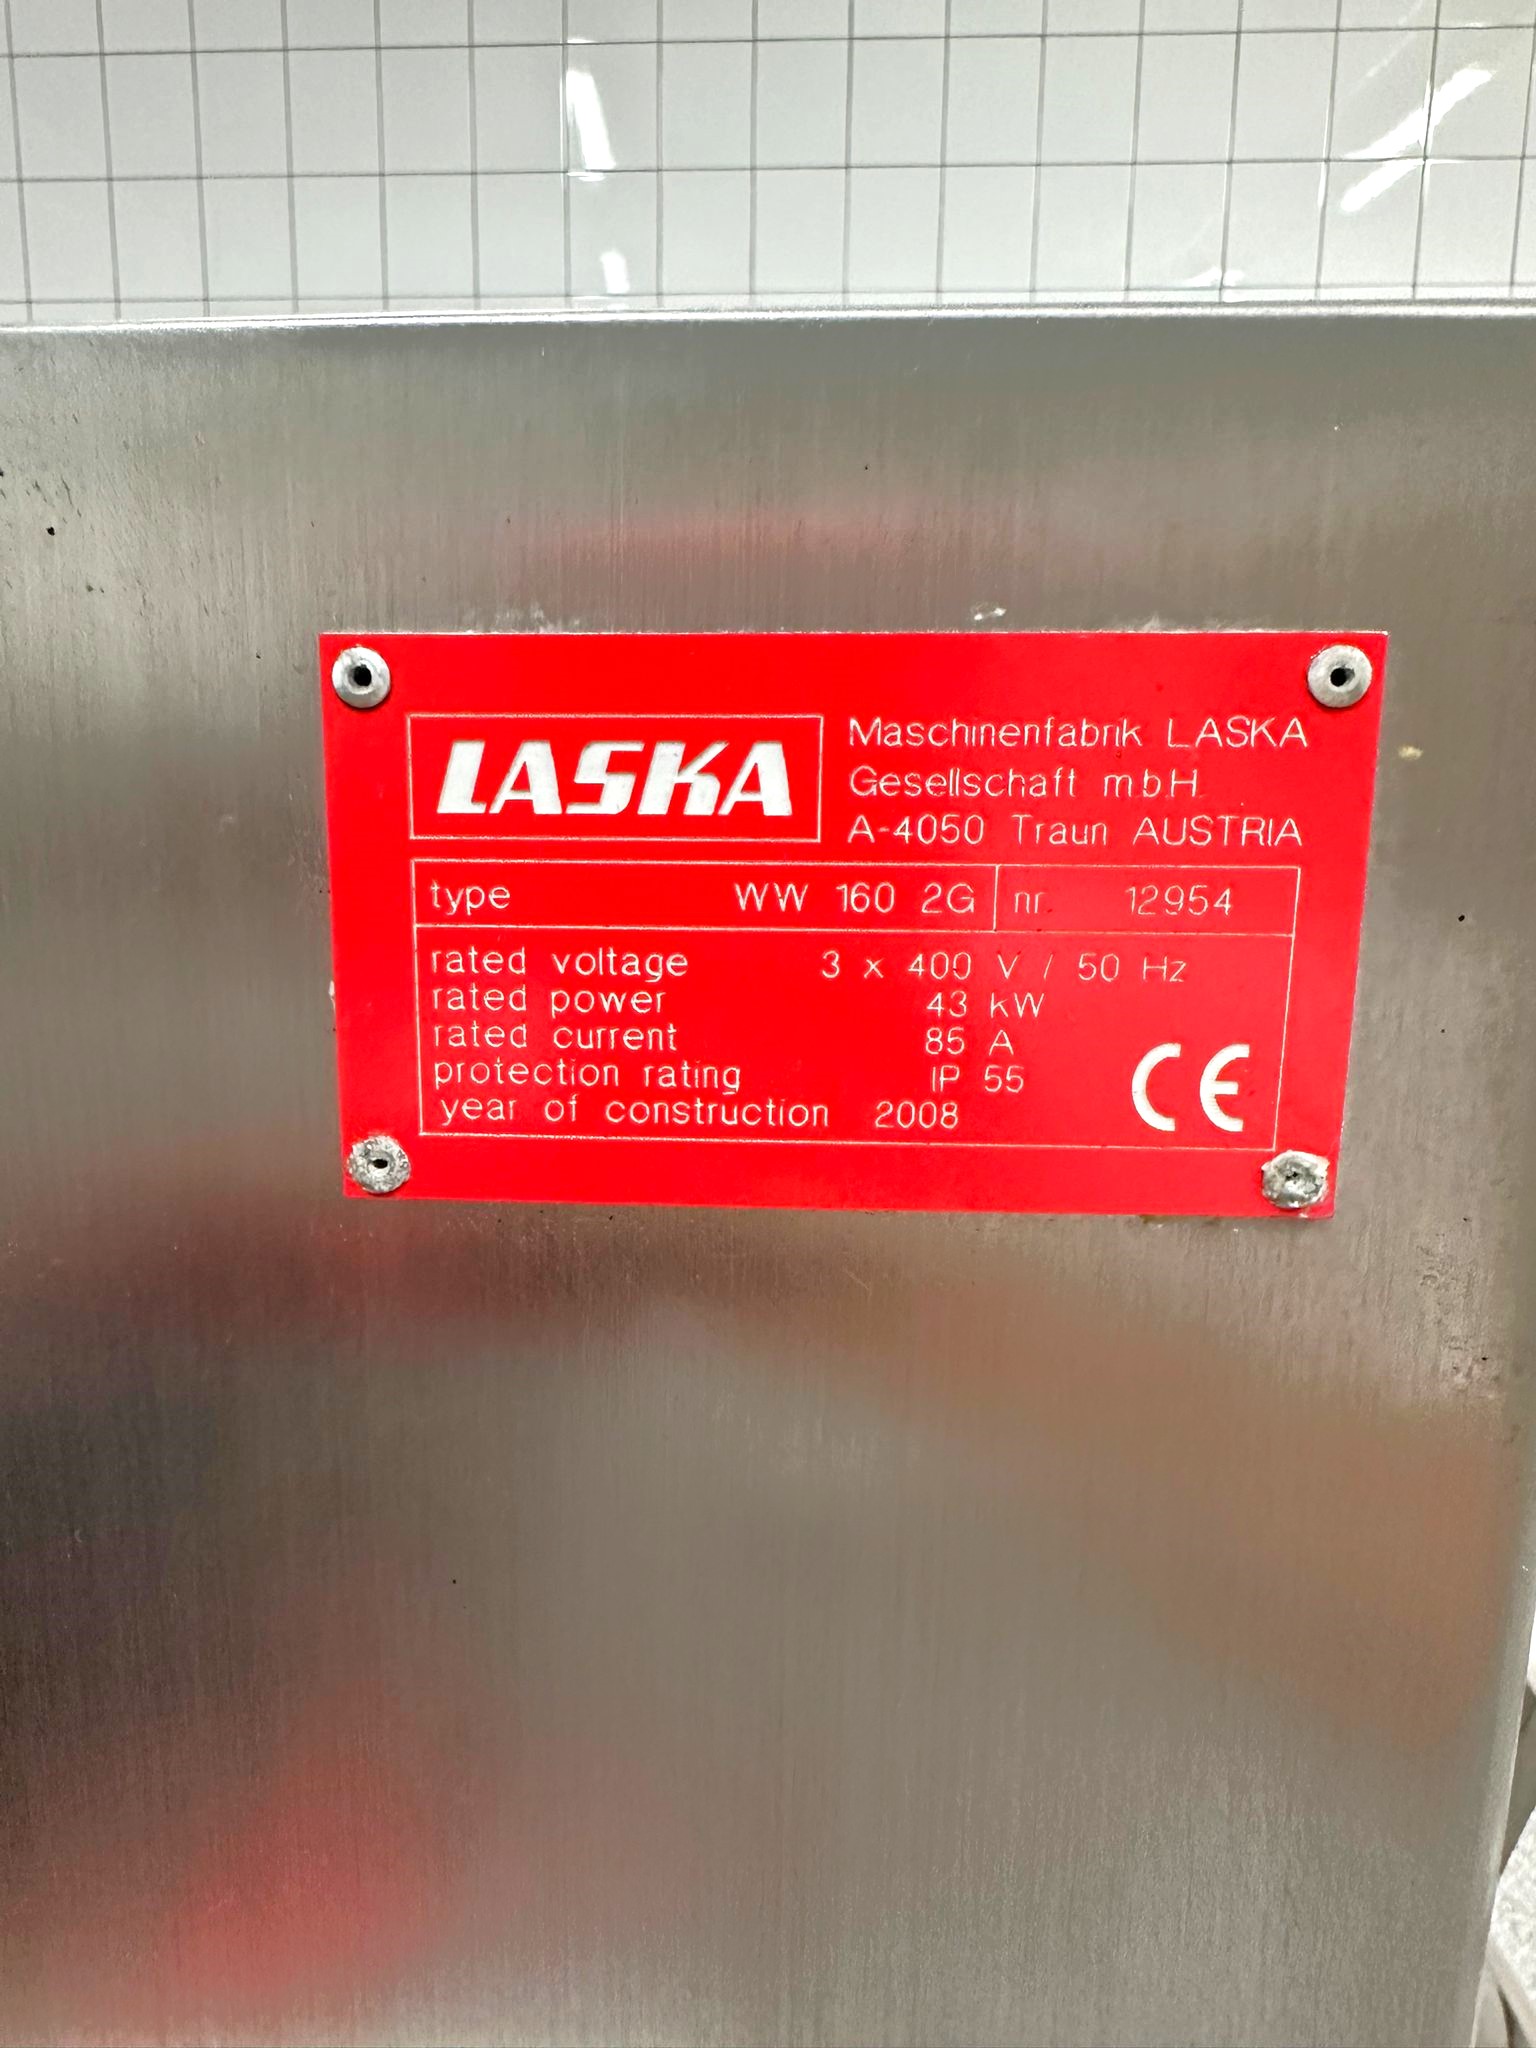 LASKA
Maschinenfabrik LASKA
Gesellschaft m.b.H.
A-4050 Traun AUSTRIA
type WW 160 2G nr. 12954
rated voltage 3 x 400 V / 50 Hz
rated power 43 kW
rated current 85 A
protection rating IP 55
year of construction 2008
CE